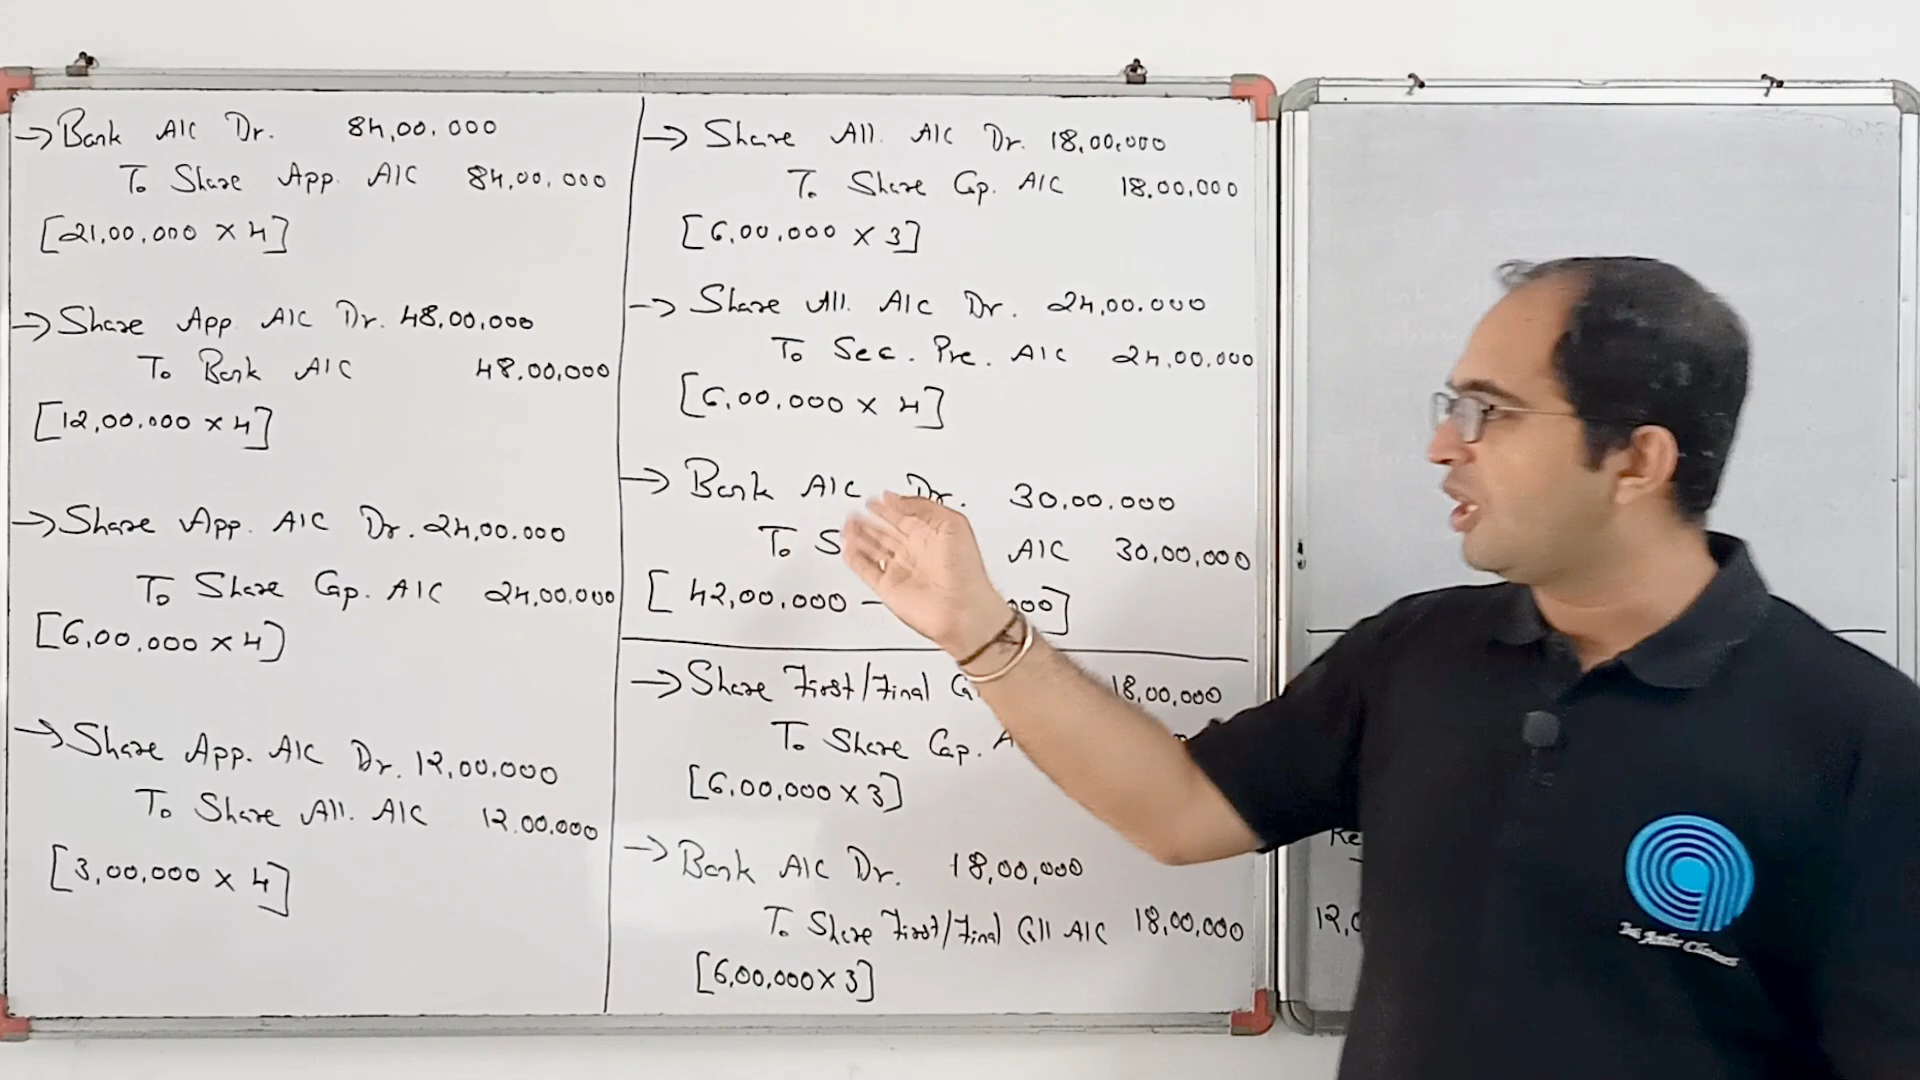 → Bank A/C Dr. 84,00,000
To Share App. A/C 84,00,000
[21,00,000 × 4]
→ Share App. A/C Dr. 48,00,000
To Bank A/C 48,00,000
[12,00,000 × 4]
→ Share App. A/C Dr. 24,00,000
To Share Cap. A/C 24,00,000
[6,00,000 × 4]
→ Share App. A/C Dr. 12,00,000
To Share All. A/C 12,00,000
[3,00,000 × 4]
→ Share All. A/C Dr. 18,00,000
To Share Cap. A/C 18,00,000
[6,00,000 × 3]
→ Share All. A/C Dr. 24,00,000
To Sec. Pre. A/C 24,00,000
[6,00,000 × 4]
→ Bank A/C Dr. 30,00,000
To A/C 30,00,000
[42,00,000 –
→ Share First/Final 18,00,000
To Share Cap.
[6,00,000 × 3]
→ Bank A/C Dr. 18,00,000
To Share First/Final Call A/C 18,00,000
[6,00,000 × 3]